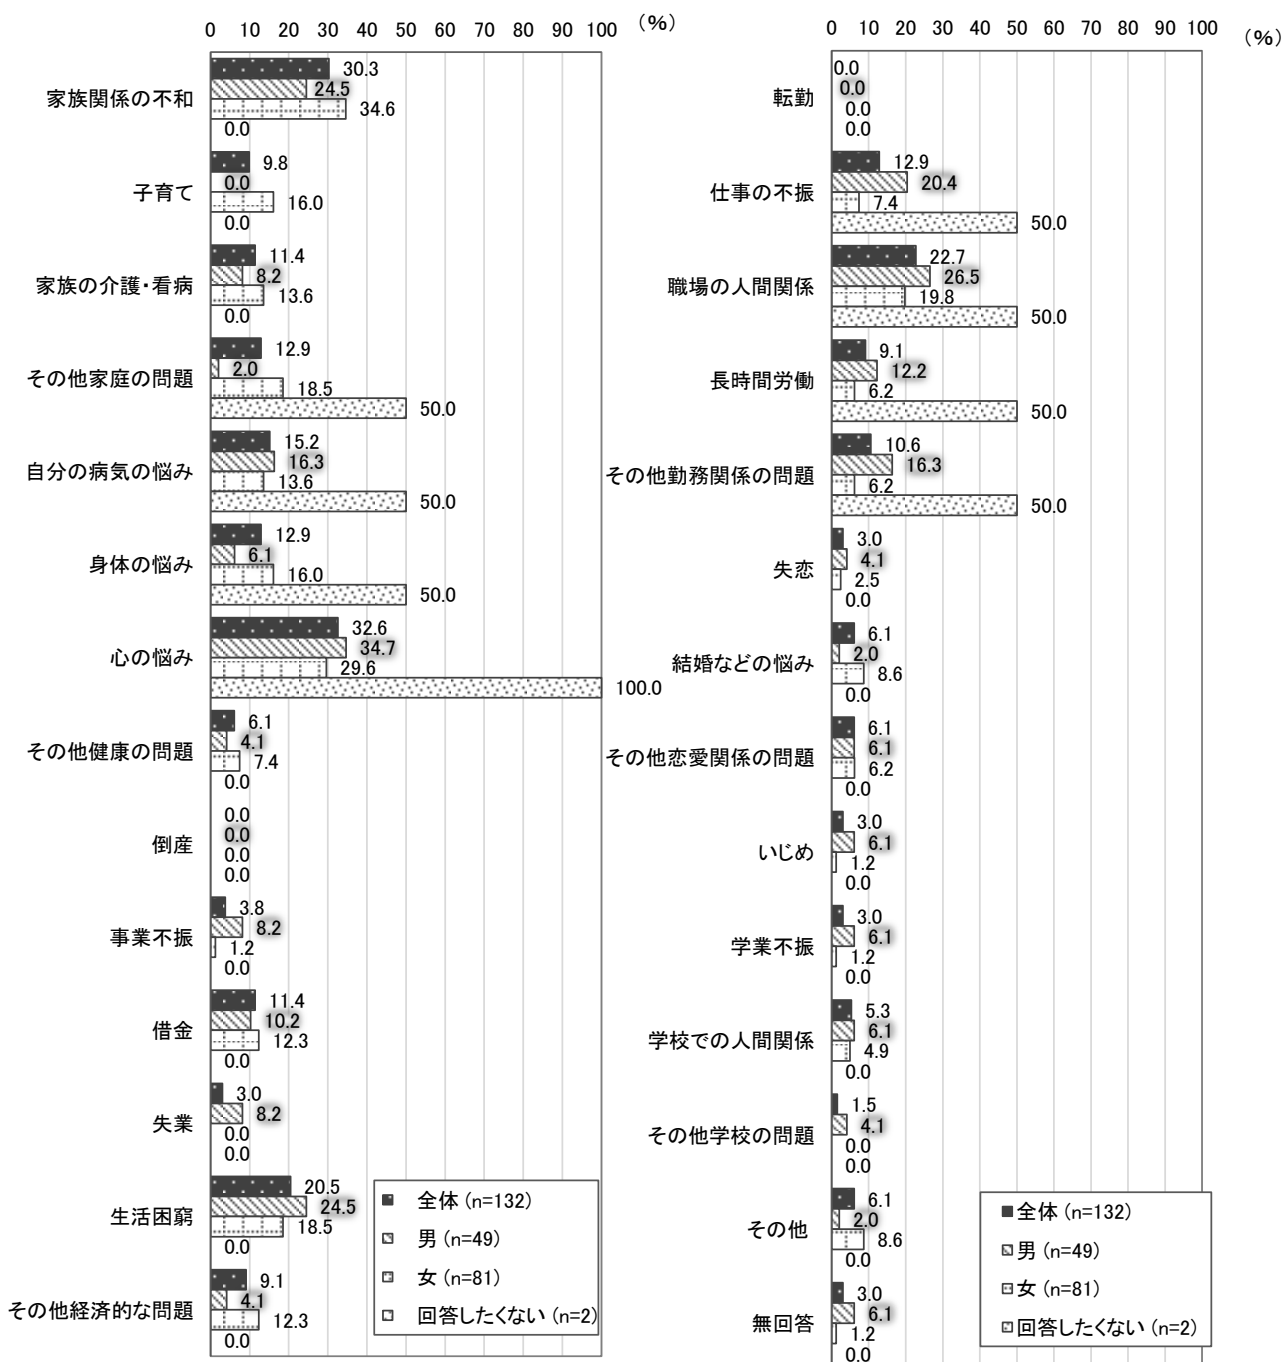 0 10 20 30 40 50 60 70 80 90 100 (%)
家族関係の不和
30.3
24.5
34.6
0.0
子育て
9.8
0.0
16.0
0.0
家族の介護・看病
11.4
8.2
13.6
0.0
その他家庭の問題
12.9
2.0
18.5
50.0
自分の病気の悩み
15.2
16.3
13.6
50.0
身体の悩み
12.9
6.1
16.0
50.0
心の悩み
32.6
34.7
29.6
100.0
その他健康の問題
6.1
4.1
7.4
0.0
倒産
0.0
0.0
0.0
0.0
事業不振
3.8
8.2
1.2
0.0
借金
11.4
10.2
12.3
0.0
失業
3.0
8.2
0.0
0.0
生活困窮
20.5
24.5
18.5
0.0
その他経済的な問題
9.1
4.1
12.3
0.0
全体 (n=132)
男 (n=49)
女 (n=81)
回答したくない (n=2)
0 10 20 30 40 50 60 70 80 90 100 (%)
転勤
0.0
0.0
0.0
0.0
仕事の不振
12.9
20.4
7.4
50.0
職場の人間関係
22.7
26.5
19.8
50.0
長時間労働
9.1
12.2
6.2
50.0
その他勤務関係の問題
10.6
16.3
6.2
50.0
失恋
3.0
4.1
2.5
0.0
結婚などの悩み
6.1
2.0
8.6
0.0
その他恋愛関係の問題
6.1
6.1
6.2
0.0
いじめ
3.0
6.1
1.2
0.0
学業不振
3.0
6.1
1.2
0.0
学校での人間関係
5.3
6.1
4.9
0.0
その他学校の問題
1.5
4.1
0.0
0.0
その他
6.1
2.0
8.6
0.0
無回答
3.0
6.1
1.2
0.0
全体 (n=132)
男 (n=49)
女 (n=81)
回答したくない (n=2)